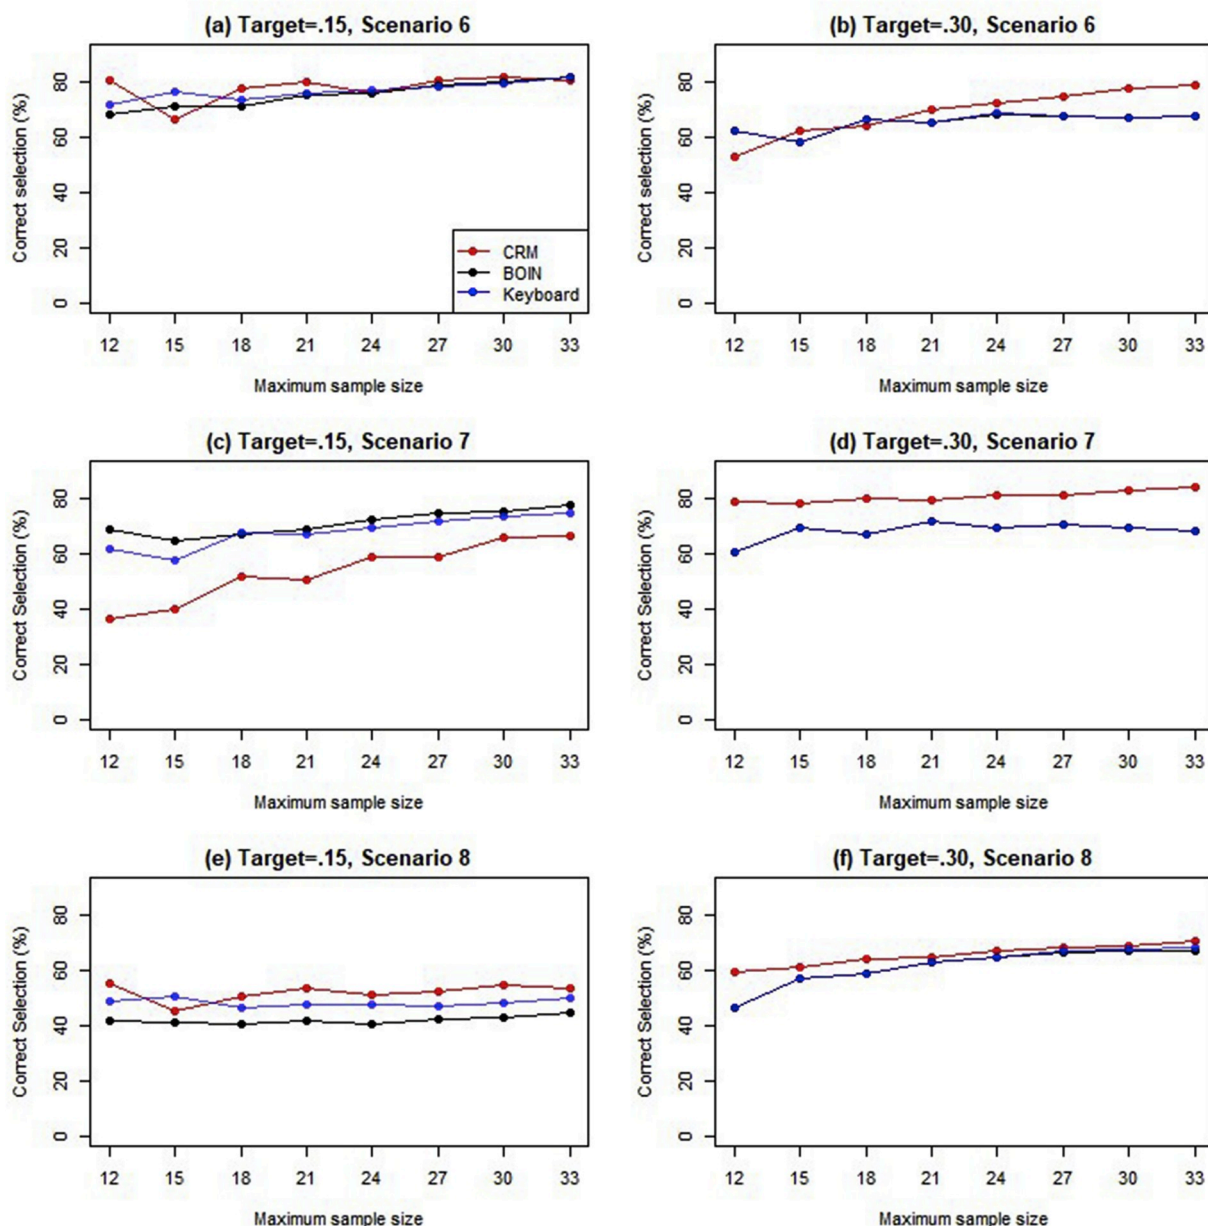 (a) Target=.15, Scenario 6
Correct selection (%)
80
60
40
20
0
CRM
BOIN
Keyboard
12 15 18 21 24 27 30 33
Maximum sample size
(b) Target=.30, Scenario 6
Correct selection (%)
80
60
40
20
0
12 15 18 21 24 27 30 33
Maximum sample size
(c) Target=.15, Scenario 7
Correct Selection (%)
80
60
40
20
0
12 15 18 21 24 27 30 33
Maximum sample size
(d) Target=.30, Scenario 7
Correct Selection (%)
80
60
40
20
0
12 15 18 21 24 27 30 33
Maximum sample size
(e) Target=.15, Scenario 8
Correct Selection (%)
80
60
40
20
0
12 15 18 21 24 27 30 33
Maximum sample size
(f) Target=.30, Scenario 8
Correct Selection (%)
80
60
40
20
0
12 15 18 21 24 27 30 33
Maximum sample size